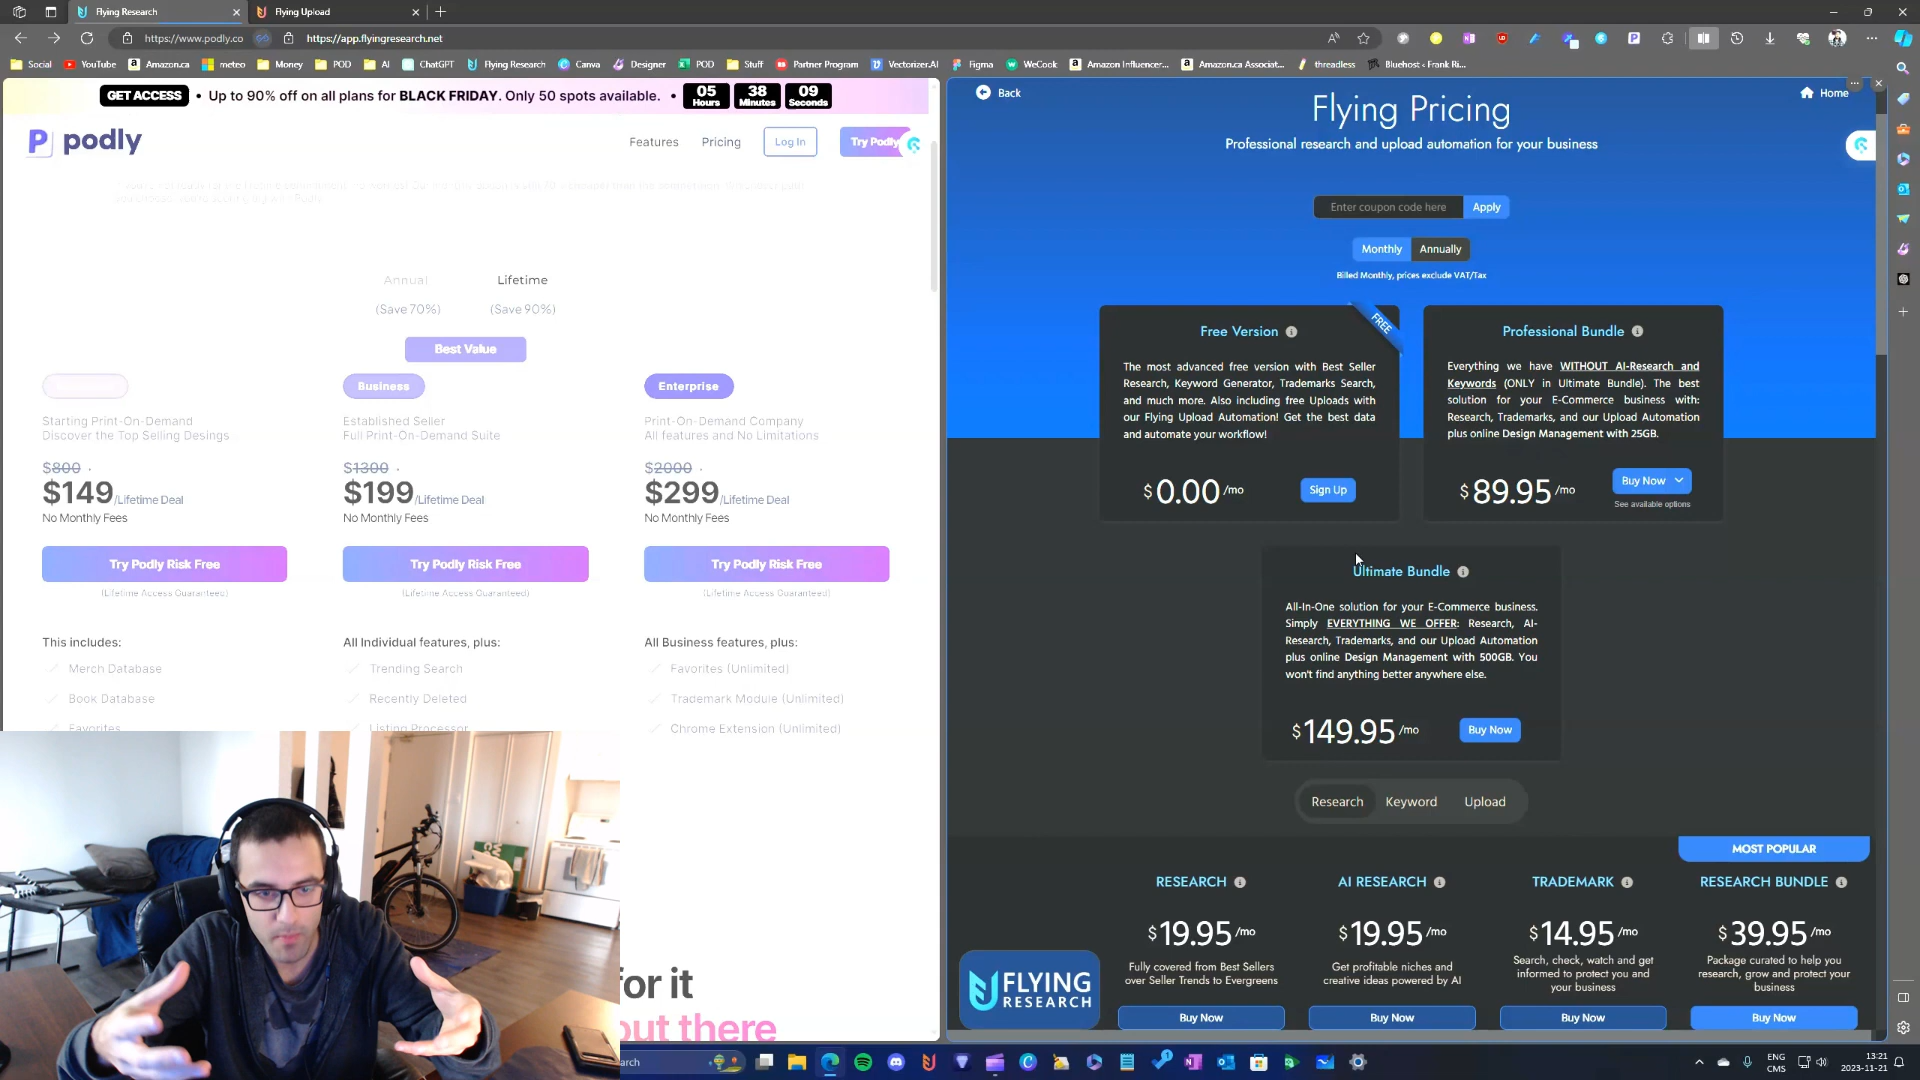 Flying Research
Flying Upload
https://www.podly.co
https://app.flyingresearch.net
Social
YouTube
Amazon.ca
meteo
Money
POD
AI
ChatGPT
Flying Research
Canva
Designer
POD
Stuff
Partner Program
Vectorizer.AI
Figma
WeCook
Amazon Influencer...
Amazon.ca Associat...
threadless
Bluehost ‹ Frank Ri...
GET ACCESS • Up to 90% off on all plans for BLACK FRIDAY. Only 50 spots available. • 05 Hours 38 Minutes 09 Seconds
P podly
Features
Pricing
Log In
Try Podly
Annual
(Save 70%)
Lifetime
(Save 90%)
Best Value
Starting Print-On-Demand
Discover the Top Selling Desings
$800 ·
$149/Lifetime Deal
No Monthly Fees
Try Podly Risk Free
(Lifetime Access Guaranteed)
This includes:
Merch Database
Book Database
Favorites
Business
Established Seller
Full Print-On-Demand Suite
$1300 ·
$199/Lifetime Deal
No Monthly Fees
Try Podly Risk Free
(Lifetime Access Guaranteed)
All Individual features, plus:
Trending Search
Recently Deleted
Listing Processor
Enterprise
Print-On-Demand Company
All features and No Limitations
$2000 ·
$299/Lifetime Deal
No Monthly Fees
Try Podly Risk Free
(Lifetime Access Guaranteed)
All Business features, plus:
Favorites (Unlimited)
Trademark Module (Unlimited)
Chrome Extension (Unlimited)
for it
out there
Back
Home
Flying Pricing
Professional research and upload automation for your business
Enter coupon code here
Apply
Monthly
Annually
Billed Monthly, prices exclude VAT/Tax
FREE
Free Version
The most advanced free version with Best Seller
Research, Keyword Generator, Trademarks Search,
and much more. Also including free Uploads with
our Flying Upload Automation! Get the best data
and automate your workflow!
$0.00/mo
Sign Up
Professional Bundle
Everything we have WITHOUT AI-Research and
Keywords (ONLY in Ultimate Bundle). The best
solution for your E-Commerce business with:
Research, Trademarks, and our Upload Automation
plus online Design Management with 25GB.
$89.95/mo
Buy Now
See available options
Ultimate Bundle
All-In-One solution for your E-Commerce business.
Simply EVERYTHING WE OFFER: Research, AI-
Research, Trademarks, and our Upload Automation
plus online Design Management with 500GB. You
won't find anything better anywhere else.
$149.95/mo
Buy Now
Research
Keyword
Upload
MOST POPULAR
RESEARCH
$19.95/mo
Fully covered from Best Sellers
over Seller Trends to Evergreens
Buy Now
AI RESEARCH
$19.95/mo
Get profitable niches and
creative ideas powered by AI
Buy Now
TRADEMARK
$14.95/mo
Search, check, watch and get
informed to protect you and
your business
Buy Now
RESEARCH BUNDLE
$39.95/mo
Package curated to help you
research, grow and protect your
business
Buy Now
FLYING
RESEARCH
arch
ENG
CMS
13:21
2023-11-21